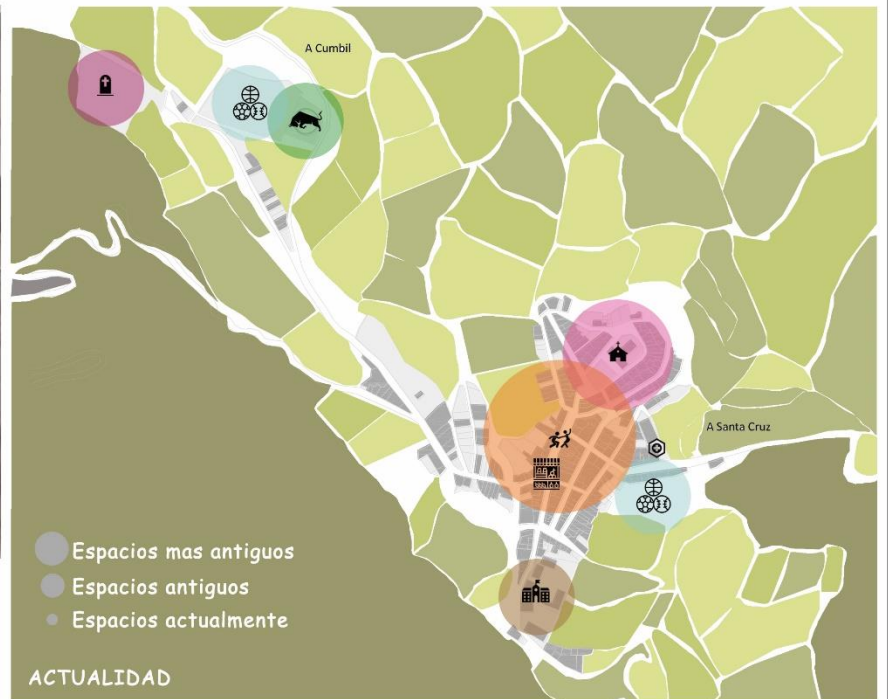 A Cumbil
A Santa Cruz
Espacios mas antiguos
Espacios antiguos
Espacios actualmente
ACTUALIDAD